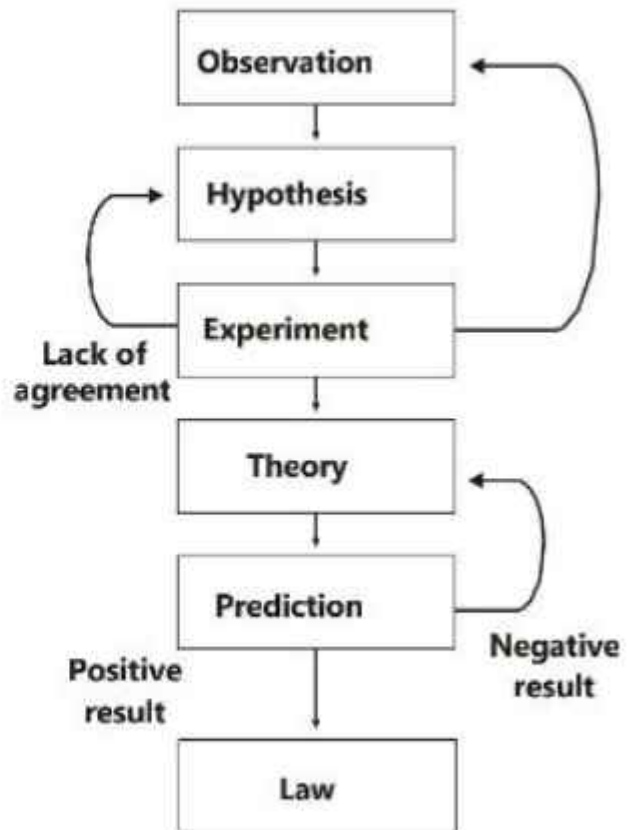 Observation
Hypothesis
Experiment
Lack of
agreement
Theory
Prediction
Positive
result
Negative
result
Law